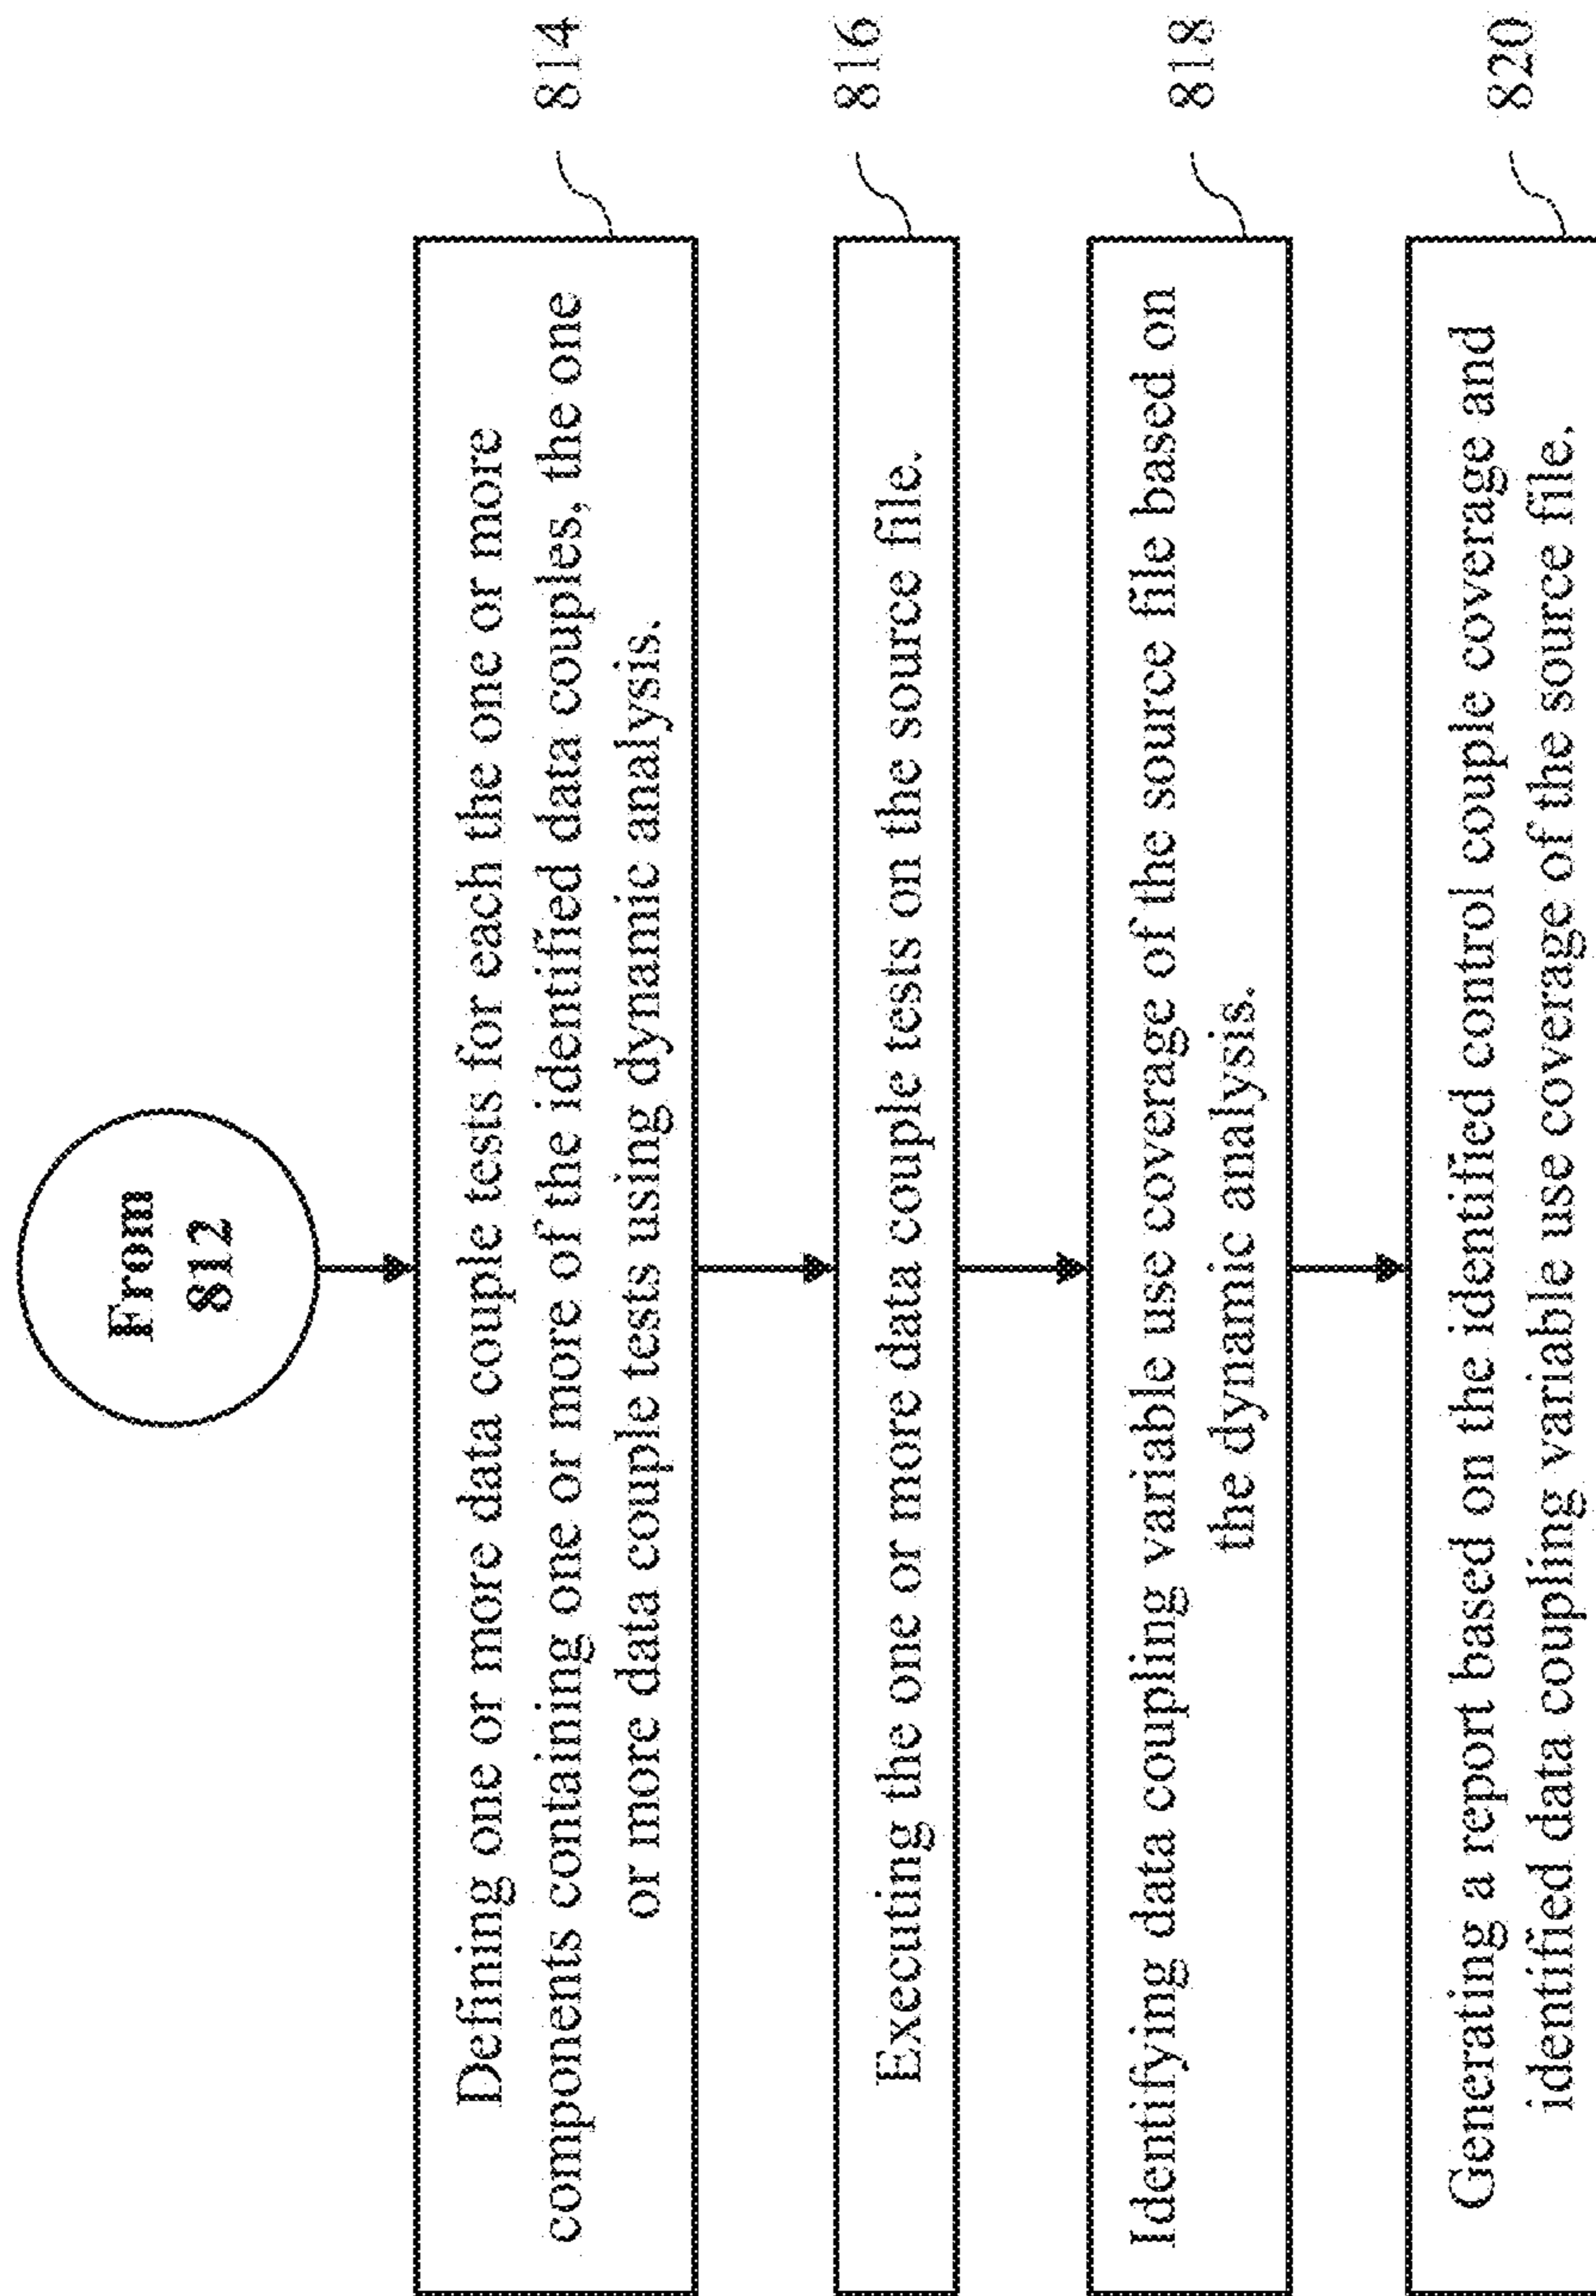 From
812
Defining one or more data couple tests for each the one or more
components containing one or more of the identified data couples, the one
or more data couple tests using dynamic analysis.
814
Executing the one or more data couple tests on the source file.
816
Identifying data coupling variable use coverage of the source file based on
the dynamic analysis.
818
Generating a report based on the identified control couple coverage and
identified data coupling variable use coverage of the source file.
820